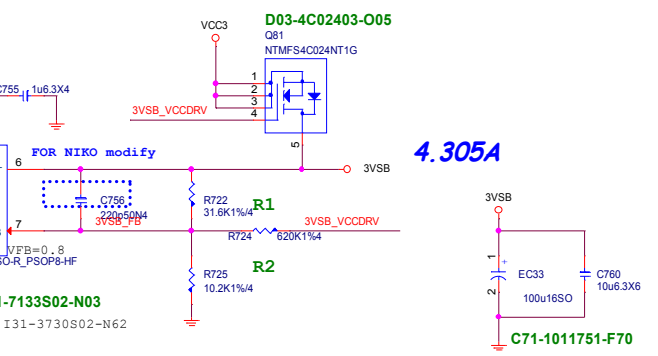 VCC3
D03-4C02403-O05
Q81
NTMFS4C024NT1G
C755
1u6.3X4
1
2
3
4
3VSB_VCCDRV
5
FOR NIKO modify
4.305A
6
3VSB
C756
220p50N4
R722
31.6K1%/4
R1
3VSB
7
3VSB_FB
3VSB_VCCDRV
R724
620K1%4
VFB=0.8
SO-R_PSOP8-HF
R2
R725
10.2K1%/4
1
+
EC33
2
100u16SO
C760
10u6.3X6
-7133S02-N03
I31-3730S02-N62
C71-1011751-F70